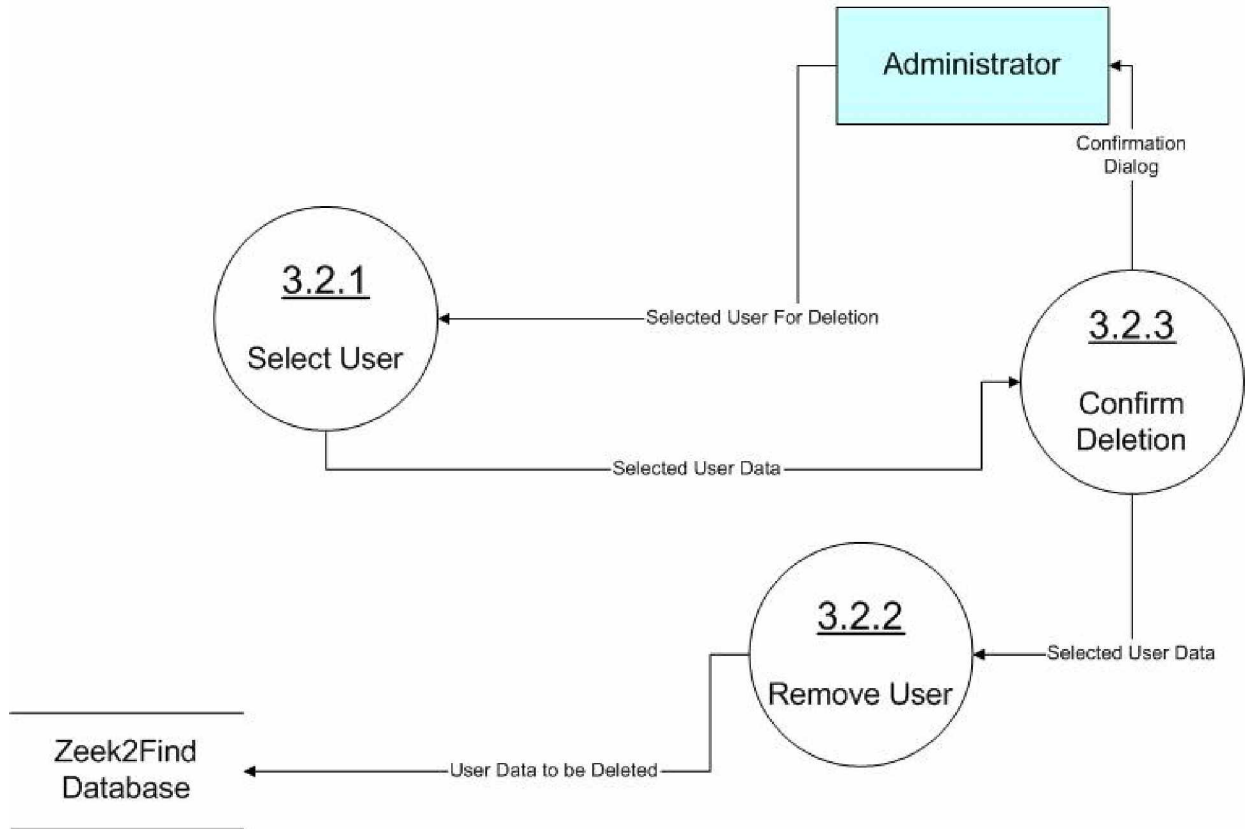 Administrator
Confirmation
Dialog
3.2.1
Select User
Selected User For Deletion
3.2.3
Confirm
Deletion
Selected User Data
3.2.2
Remove User
Selected User Data
Zeek2Find
Database
User Data to be Deleted